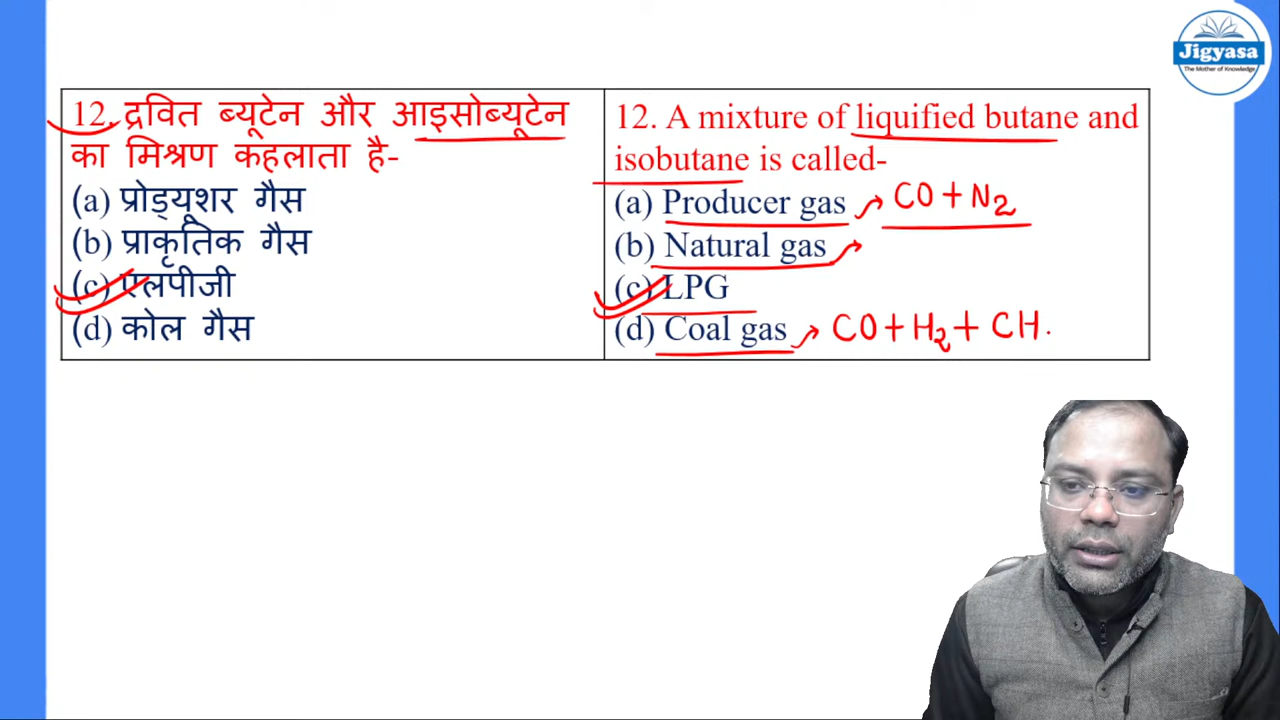 Jigyasa
The Mother of Knowledge
12. द्रवित ब्यूटेन और आइसोब्यूटेन
का मिश्रण कहलाता है-
(a) प्रोड्यूशर गैस
(b) प्राकृतिक गैस
(c) एलपीजी
(d) कोल गैस
12. A mixture of liquified butane and
isobutane is called-
(a) Producer gas → CO + N2
(b) Natural gas →
(c) LPG
(d) Coal gas → CO + H2 + CH